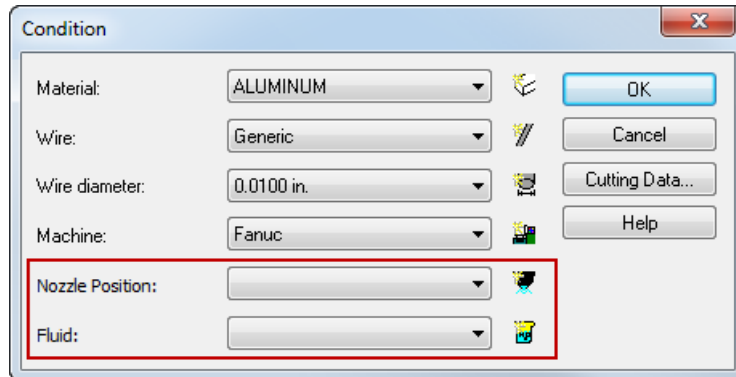 Condition
Material:
ALUMINUM
OK
Wire:
Generic
Cancel
Wire diameter:
0.0100 in.
Cutting Data...
Machine:
Fanuc
Help
Nozzle Position:
Fluid: